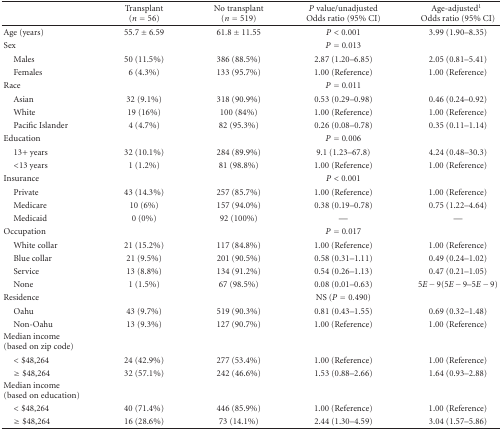 Transplant No transplant P value/unadjusted Age-adjusted1
(n = 56) (n = 519) Odds ratio (95% CI) Odds ratio (95% CI)
Age (years) 55.7 ± 6.59 61.8 ± 11.55 P < 0.001 3.99 (1.90–8.35)
Sex P = 0.013
Males 50 (11.5%) 386 (88.5%) 2.87 (1.20–6.85) 2.05 (0.81–5.41)
Females 6 (4.3%) 133 (95.7%) 1.00 (Reference) 1.00 (Reference)
Race P = 0.011
Asian 32 (9.1%) 318 (90.9%) 0.53 (0.29–0.98) 0.46 (0.24–0.92)
White 19 (16%) 100 (84%) 1.00 (Reference) 1.00 (Reference)
Pacific Islander 4 (4.7%) 82 (95.3%) 0.26 (0.08–0.78) 0.35 (0.11–1.14)
Education P = 0.006
13+ years 32 (10.1%) 284 (89.9%) 9.1 (1.23–67.8) 4.24 (0.48–30.3)
<13 years 1 (1.2%) 81 (98.8%) 1.00 (Reference) 1.00 (Reference)
Insurance P < 0.001
Private 43 (14.3%) 257 (85.7%) 1.00 (Reference) 1.00 (Reference)
Medicare 10 (6%) 157 (94.0%) 0.38 (0.19–0.78) 0.75 (1.22–4.64)
Medicaid 0 (0%) 92 (100%) — —
Occupation P = 0.017
White collar 21 (15.2%) 117 (84.8%) 1.00 (Reference) 1.00 (Reference)
Blue collar 21 (9.5%) 201 (90.5%) 0.58 (0.31–1.11) 0.49 (0.24–1.02)
Service 13 (8.8%) 134 (91.2%) 0.54 (0.26–1.13) 0.47 (0.21–1.05)
None 1 (1.5%) 67 (98.5%) 0.08 (0.01–0.63) 5E − 9(5E − 9–5E − 9)
Residence NS (P = 0.490)
Oahu 43 (9.7%) 519 (90.3%) 0.81 (0.43–1.55) 0.69 (0.32–1.48)
Non-Oahu 13 (9.3%) 127 (90.7%) 1.00 (Reference) 1.00 (Reference)
Median income
(based on zip code)
< $48,264 24 (42.9%) 277 (53.4%) 1.00 (Reference) 1.00 (Reference)
≥ $48,264 32 (57.1%) 242 (46.6%) 1.53 (0.88–2.66) 1.64 (0.93–2.88)
Median income
(based on education)
< $48,264 40 (71.4%) 446 (85.9%) 1.00 (Reference) 1.00 (Reference)
≥ $48,264 16 (28.6%) 73 (14.1%) 2.44 (1.30–4.59) 3.04 (1.57–5.86)